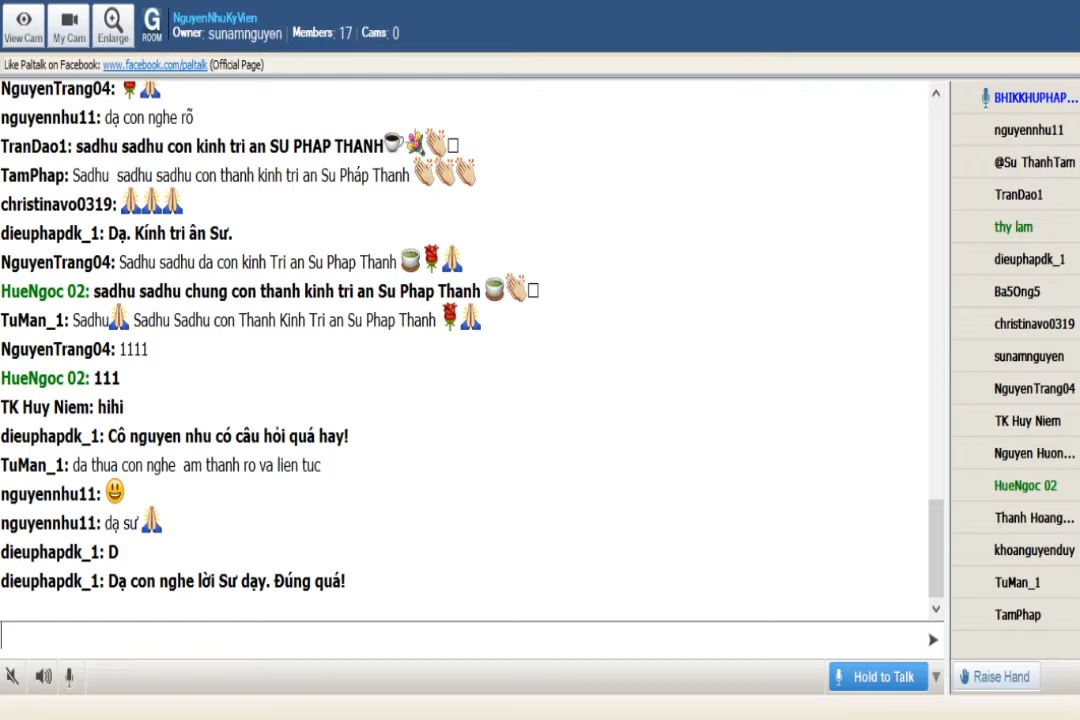 View Cam
My Cam
Enlarge
G
ROOM
NguyenNhuKyVien
Owner: sunamnguyen | Members: 17 | Cams: 0
Like Paltalk on Facebook: www.facebook.com/paltalk (Official Page)
NguyenTrang04:
nguyennhu11: dạ con nghe rõ
TranDao1: sadhu sadhu con kinh tri an SU PHAP THANH
TamPhap: Sadhu sadhu sadhu con thanh kinh tri an Su Pháp Thanh
christinavo0319:
dieuphapdk_1: Dạ. Kính tri ân Sư.
NguyenTrang04: Sadhu sadhu da con kinh Tri an Su Phap Thanh
HueNgoc 02: sadhu sadhu chung con thanh kinh tri an Su Phap Thanh
TuMan_1: Sadhu Sadhu Sadhu con Thanh Kinh Tri an Su Phap Thanh
NguyenTrang04: 1111
HueNgoc 02: 111
TK Huy Niem: hihi
dieuphapdk_1: Cô nguyen nhu có câu hỏi quá hay!
TuMan_1: da thua con nghe am thanh ro va lien tuc
nguyennhu11:
nguyennhu11: dạ sư
dieuphapdk_1: D
dieuphapdk_1: Dạ con nghe lời Sư dạy. Đúng quá!
Hold to Talk
BHIKKHUPHAP...
nguyennhu11
@Su ThanhTam
TranDao1
thy lam
dieuphapdk_1
Ba5Ong5
christinavo0319
sunamnguyen
NguyenTrang04
TK Huy Niem
Nguyen Huon...
HueNgoc 02
Thanh Hoang...
khoanguyenduy
TuMan_1
TamPhap
Raise Hand